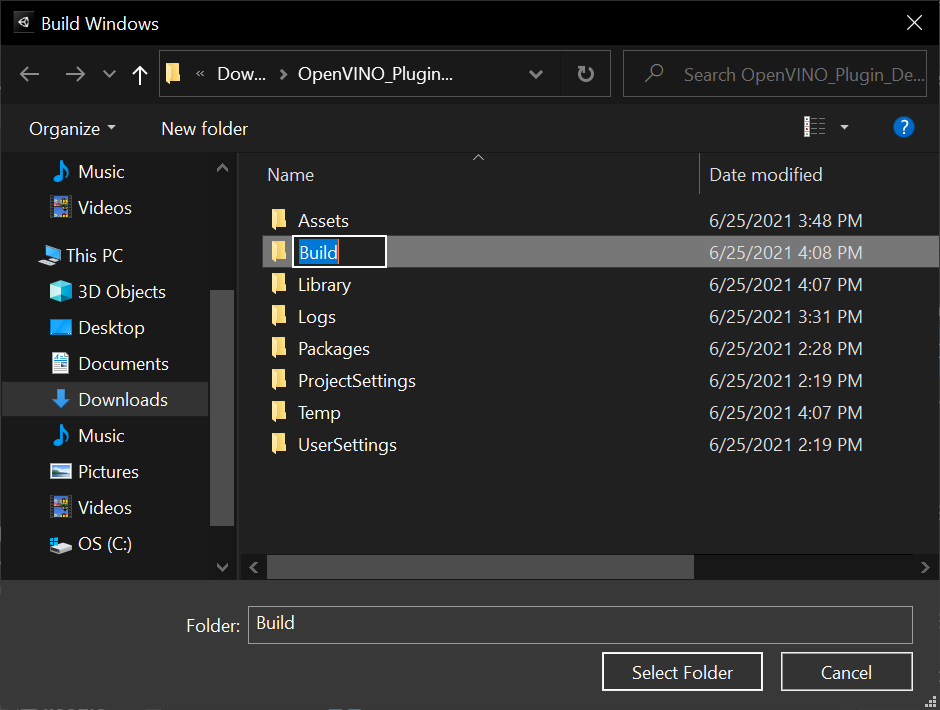 Build Windows
« Dow... > OpenVINO_Plugin...
Search OpenVINO_Plugin_De...
Organize
New folder
?
Music
Videos
This PC
3D Objects
Desktop
Documents
Downloads
Music
Pictures
Videos
OS (C:)
Name Date modified
Assets 6/25/2021 3:48 PM
Build 6/25/2021 4:08 PM
Library 6/25/2021 4:07 PM
Logs 6/25/2021 3:31 PM
Packages 6/25/2021 2:28 PM
ProjectSettings 6/25/2021 2:19 PM
Temp 6/25/2021 4:07 PM
UserSettings 6/25/2021 2:19 PM
Folder: Build
Select Folder
Cancel